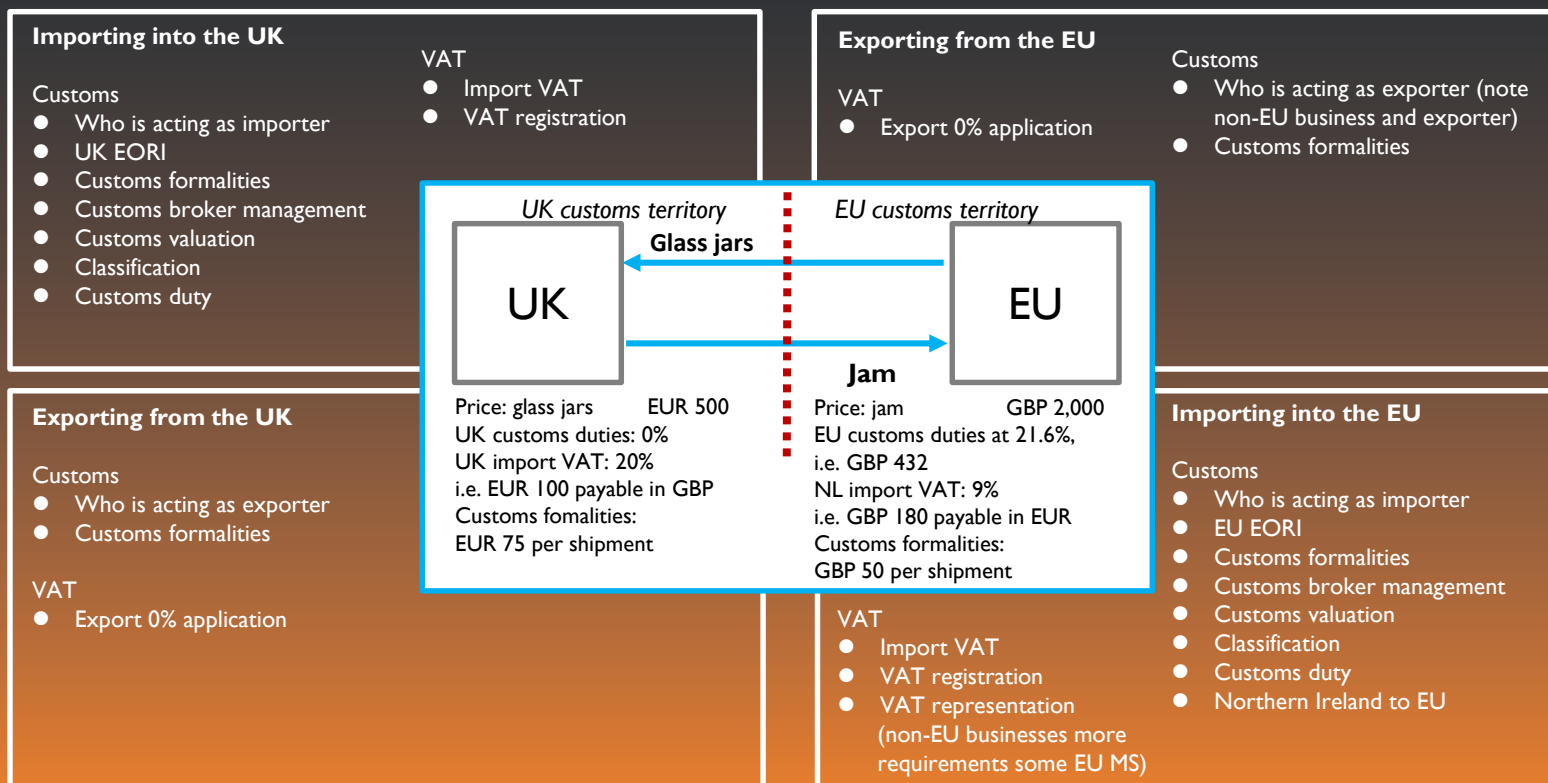 Importing into the UK
Customs
● Who is acting as importer
● UK EORI
● Customs formalities
● Customs broker management
● Customs valuation
● Classification
● Customs duty
VAT
● Import VAT
● VAT registration
Exporting from the EU
VAT
● Export 0% application
Customs
● Who is acting as exporter (note
non-EU business and exporter)
● Customs formalities
UK customs territory
EU customs territory
Glass jars
UK
EU
Jam
Price: glass jars EUR 500
UK customs duties: 0%
UK import VAT: 20%
i.e. EUR 100 payable in GBP
Customs fomalities:
EUR 75 per shipment
Price: jam GBP 2,000
EU customs duties at 21.6%,
i.e. GBP 432
NL import VAT: 9%
i.e. GBP 180 payable in EUR
Customs formalities:
GBP 50 per shipment
Exporting from the UK
Customs
● Who is acting as exporter
● Customs formalities
VAT
● Export 0% application
Importing into the EU
Customs
● Who is acting as importer
● EU EORI
● Customs formalities
● Customs broker management
● Customs valuation
● Classification
● Customs duty
● Northern Ireland to EU
VAT
● Import VAT
● VAT registration
● VAT representation
(non-EU businesses more
requirements some EU MS)